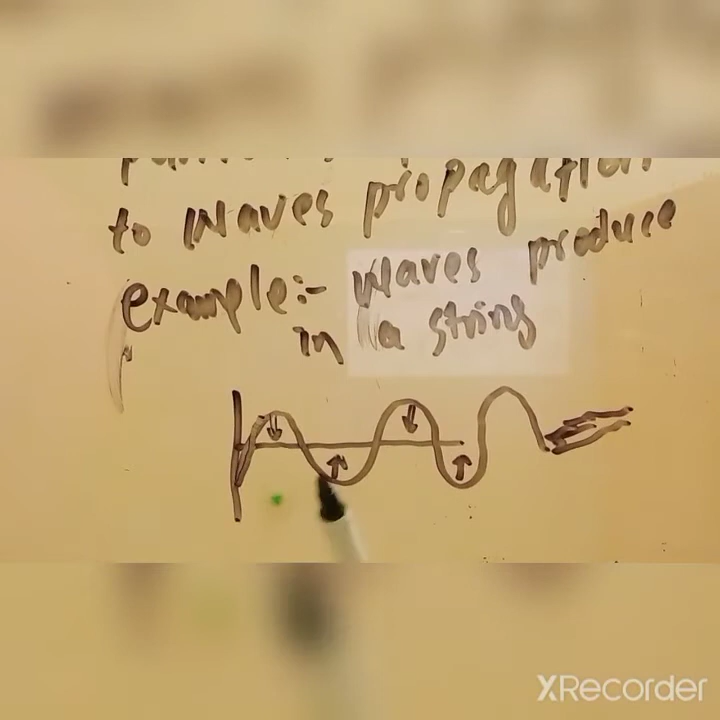 to waves propagation
example:- waves produce
in a string
XRecorder